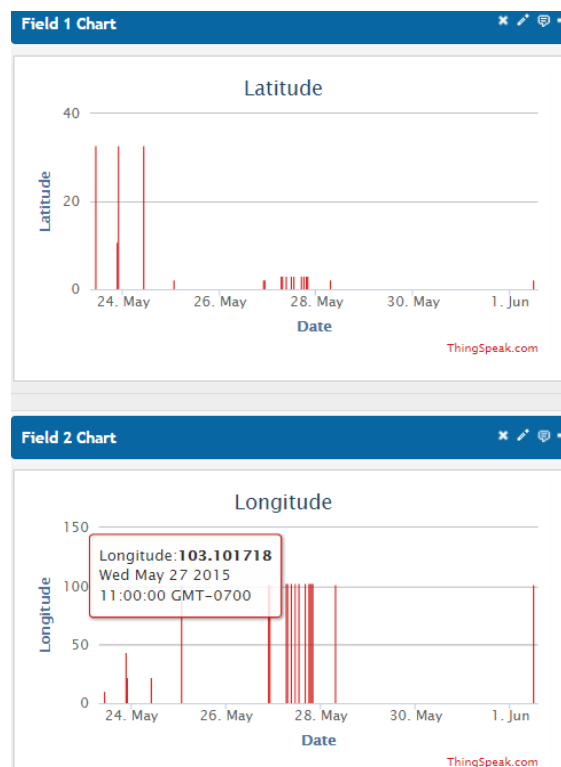 Field 1 Chart
Latitude
40
20
0
Latitude
24. May 26. May 28. May 30. May 1. Jun
Date
ThingSpeak.com
Field 2 Chart
Longitude
150
100
50
0
Longitude
Longitude:103.101718
Wed May 27 2015
11:00:00 GMT-0700
24. May 26. May 28. May 30. May 1. Jun
Date
ThingSpeak.com